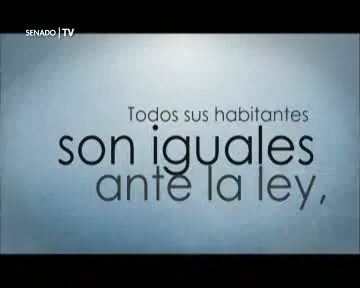 SENADO|TV
Todos sus habitantes
son iguales
ante la ley,